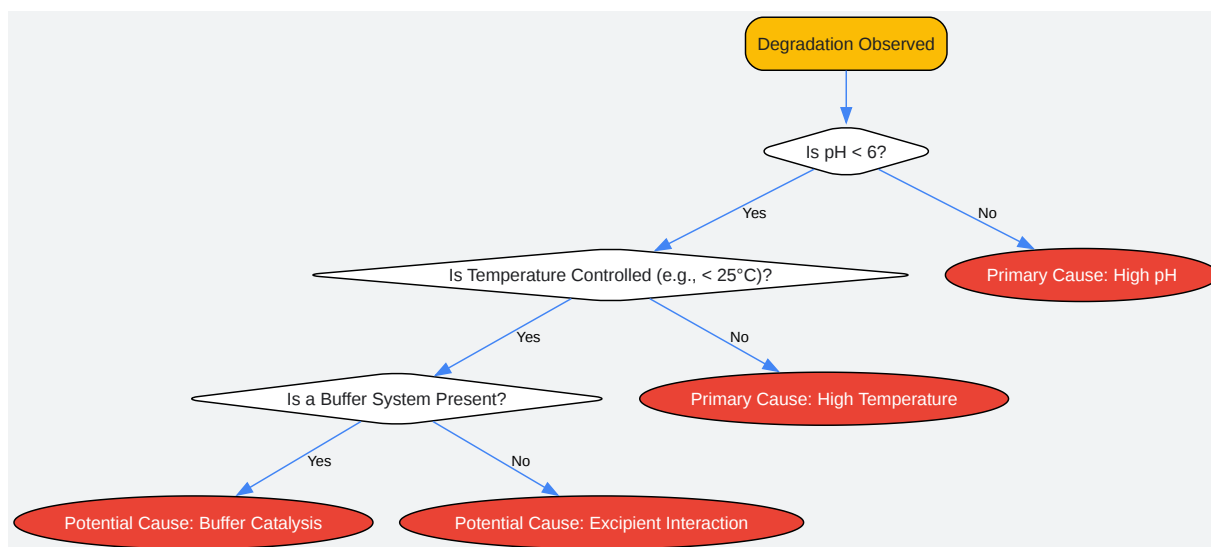 Degradation Observed
Is pH < 6?
Yes
No
Is Temperature Controlled (e.g., < 25°C)?
Primary Cause: High pH
Yes
No
Is a Buffer System Present?
Primary Cause: High Temperature
Yes
No
Potential Cause: Buffer Catalysis
Potential Cause: Excipient Interaction